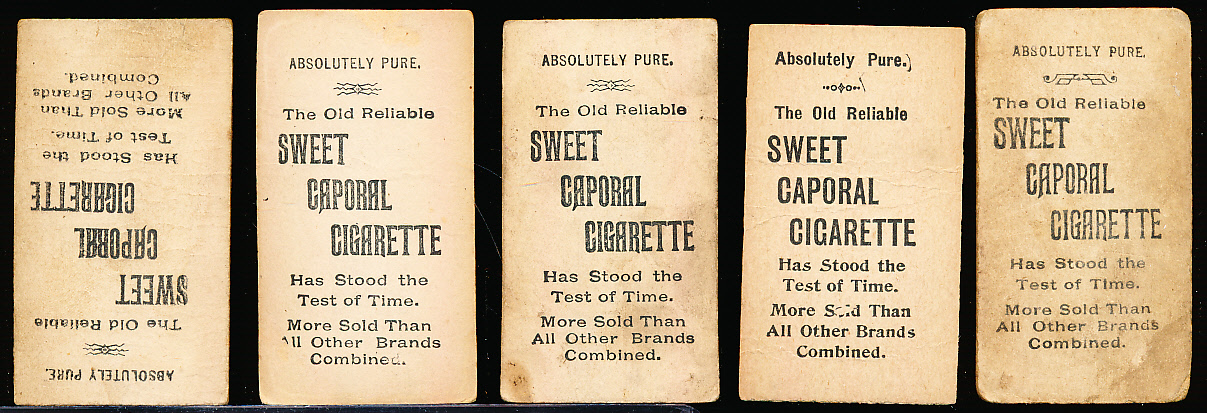 ABSOLUTELY PURE.
The Old Reliable
SWEET
CAPORAL
CIGARETTE
Has Stood the
Test of Time.
More Sold Than
All Other Brands
Combined.
ABSOLUTELY PURE.
The Old Reliable
SWEET
CAPORAL
CIGARETTE
Has Stood the
Test of Time.
More Sold Than
All Other Brands
Combined.
ABSOLUTELY PURE.
The Old Reliable
SWEET
CAPORAL
CIGARETTE
Has Stood the
Test of Time.
More Sold Than
All Other Brands
Combined.
Absolutely Pure.
The Old Reliable
SWEET
CAPORAL
CIGARETTE
Has Stood the
Test of Time.
More Sold Than
All Other Brands
Combined.
ABSOLUTELY PURE.
The Old Reliable
SWEET
CAPORAL
CIGARETTE
Has Stood the
Test of Time.
More Sold Than
All Other Brands
Combined.